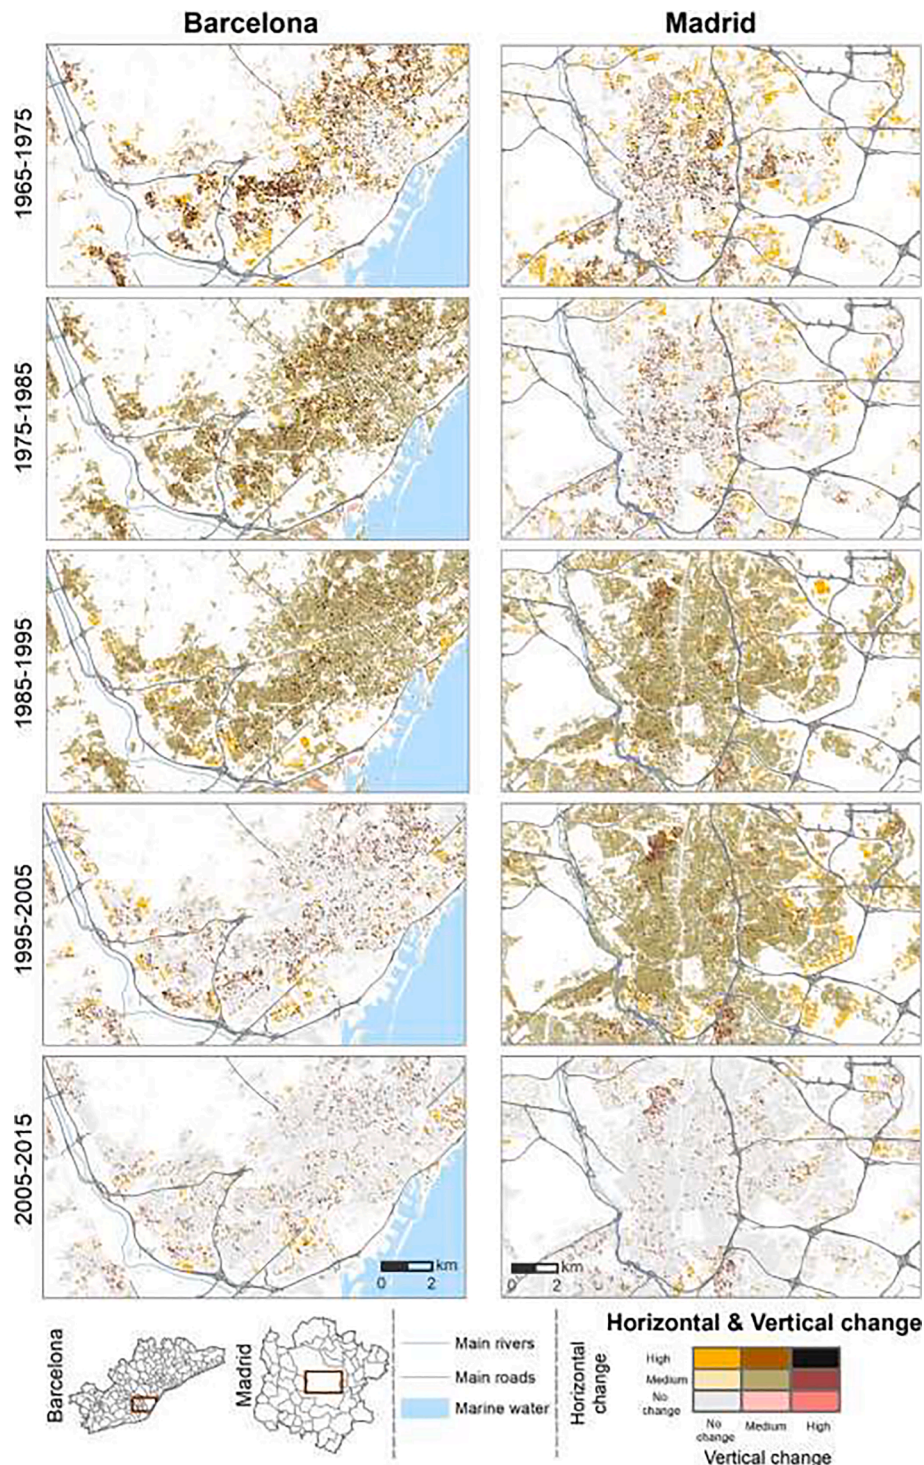 Barcelona
Madrid
1965-1975
1975-1985
1985-1995
1995-2005
2005-2015
km
0 2
km
0 2
Barcelona
Madrid
Main rivers
Main roads
Marine water
Horizontal & Vertical change
Horizontal
change
High
Medium
No
change
No
change
Medium
High
Vertical change